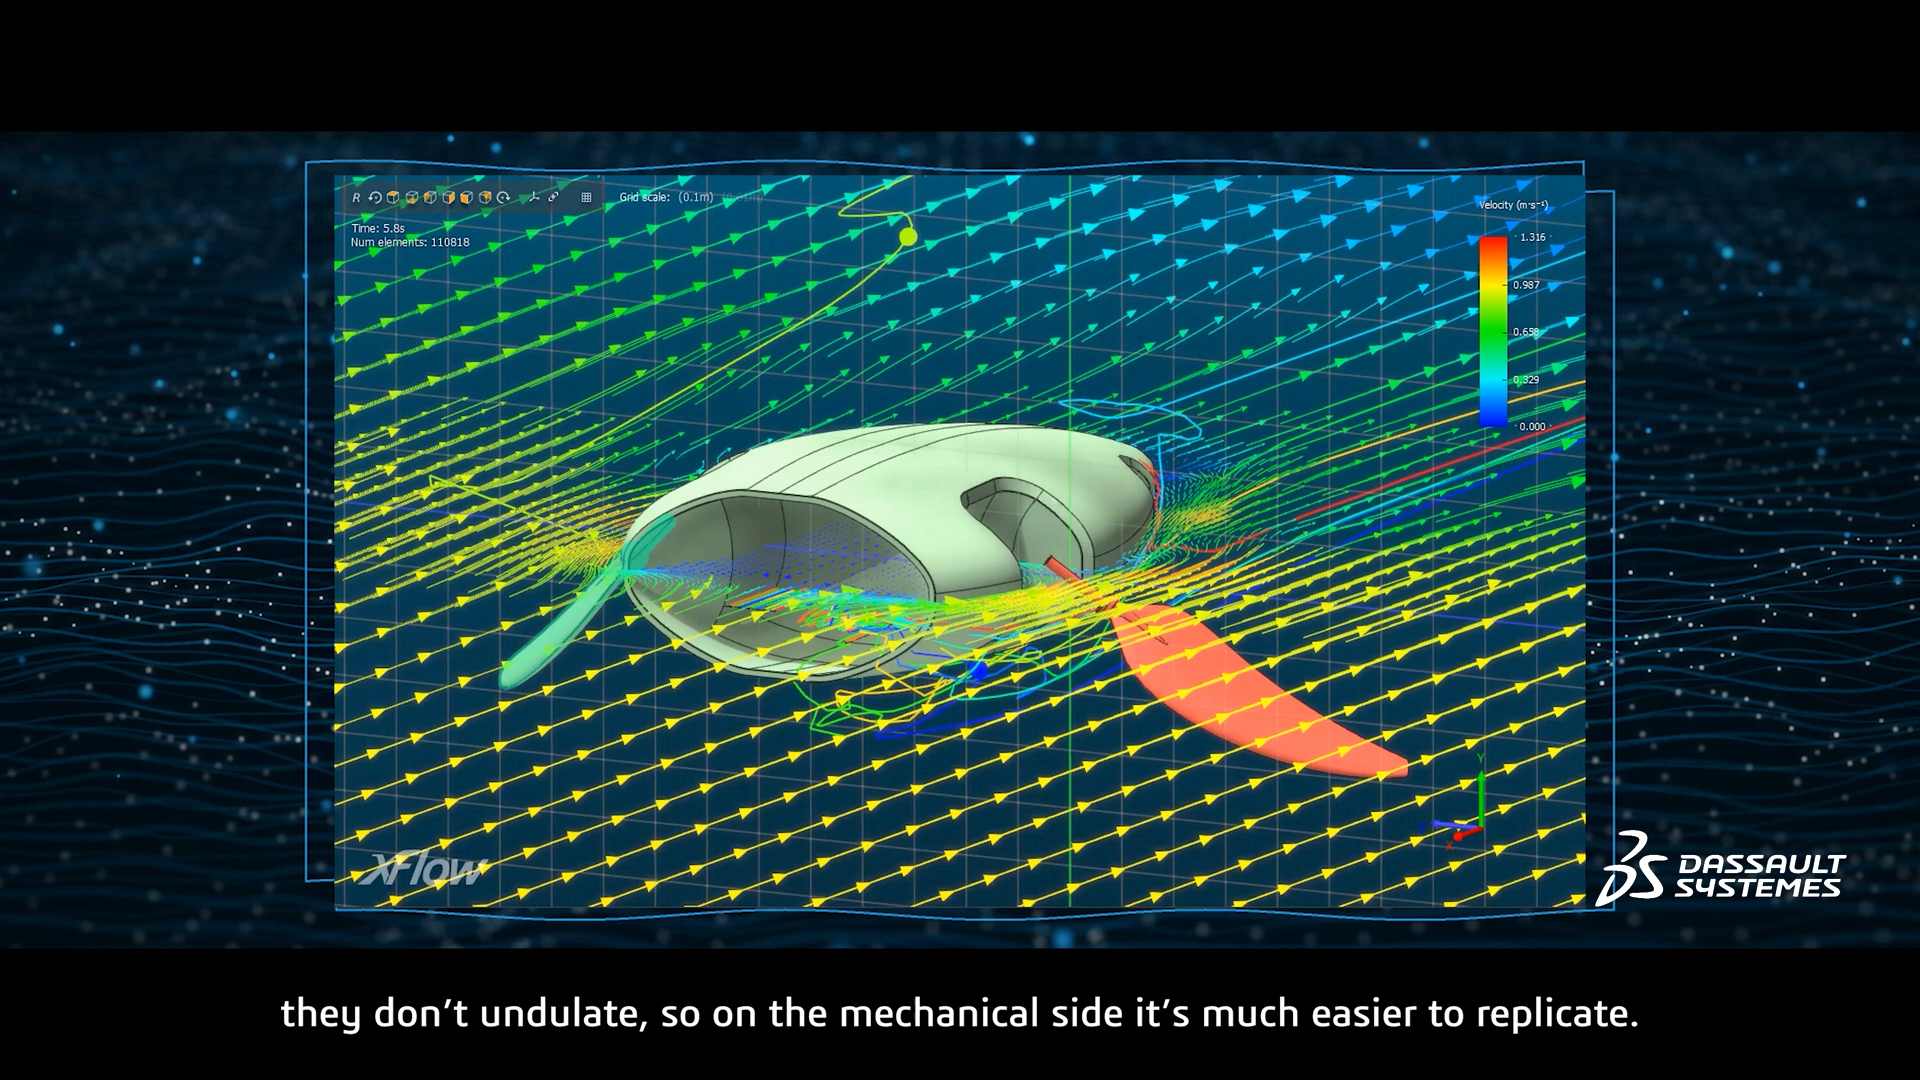 R
Grid scale: (0.1m)
Time: 5.8s
Num elements: 110818
Velocity (m·s⁻¹)
1.316
0.987
0.658
0.329
0.000
Y
X
XFlow
DASSAULT
SYSTEMES
they don’t undulate, so on the mechanical side it’s much easier to replicate.